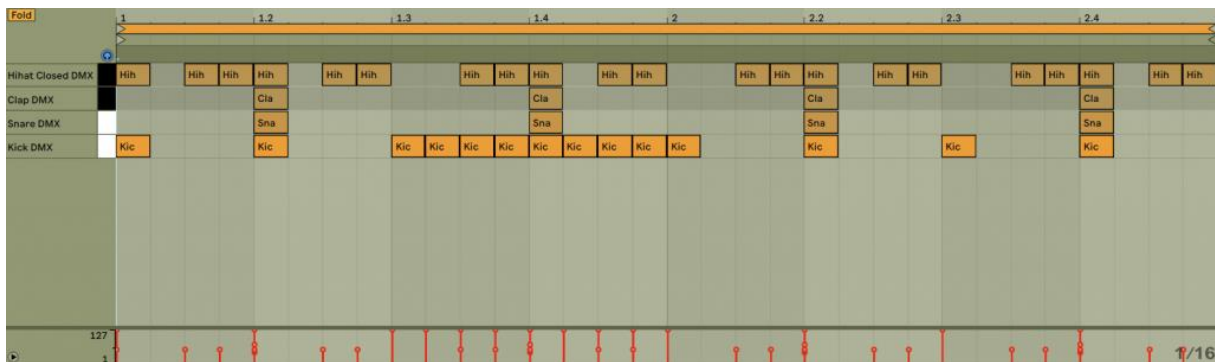 Fold
1 1.2 1.3 1.4 2 2.2 2.3 2.4
Hihat Closed DMX Hih Hih Hih Hih Hih Hih Hih Hih Hih Hih Hih Hih Hih Hih Hih Hih Hih Hih Hih Hih Hih
Clap DMX Cla Cla Cla Cla
Snare DMX Sna Sna Sna Sna
Kick DMX Kic Kic Kic Kic Kic Kic Kic Kic Kic Kic Kic Kic Kic Kic
127
1 1/16